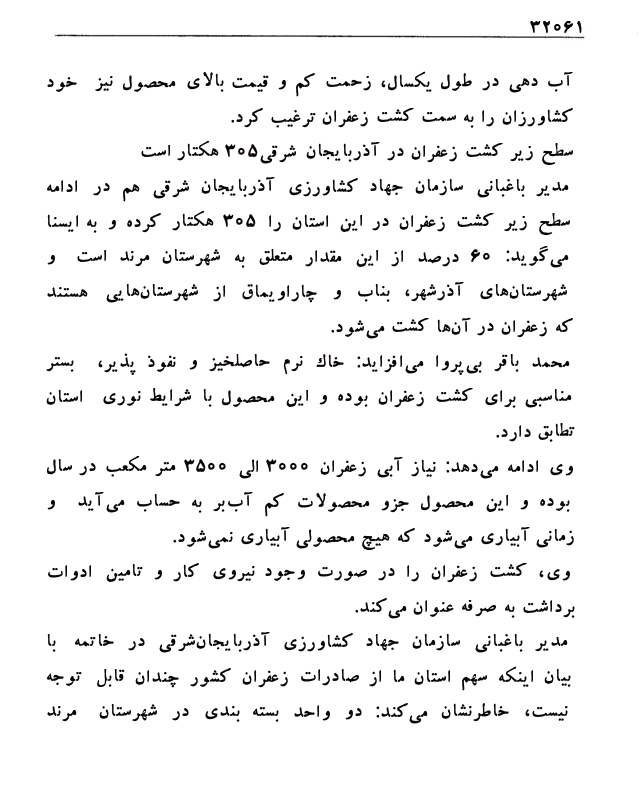 ۳۲۰۶۱
آب دهی در طول یکسال، زحمت کم و قیمت بالای محصول نیز خود
کشاورزان را به سمت کشت زعفران ترغیب کرد.
سطح زیر کشت زعفران در آذربایجان شرقی۳۰۵ هکتار است
مدیر باغبانی سازمان جهاد کشاورزی آذربایجان شرقی هم در ادامه
سطح زیر کشت زعفران در این استان را ۳۰۵ هکتار کرده و به ایسنا
می‌گوید: ۶۰ درصد از این مقدار متعلق به شهرستان مرند است و
شهرستان‌های آذرشهر، بناب و چاراویماق از شهرستان‌هایی هستند
که زعفران در آن‌ها کشت می‌شود.
محمد باقر بی‌پروا می‌افزاید: خاك نرم حاصلخیز و نفوذ پذیر، بستر
مناسبی برای کشت زعفران بوده و این محصول با شرایط نوری استان
تطابق دارد.
وی ادامه می‌دهد: نیاز آبی زعفران ۳۰۰۰ الی ۳۵۰۰ متر مکعب در سال
بوده و این محصول جزو محصولات کم آب‌بر به حساب می‌آید و
زمانی آبیاری می‌شود که هیچ محصولی آبیاری نمی‌شود.
وی، کشت زعفران را در صورت وجود نیروی کار و تامین ادوات
برداشت به صرفه عنوان می‌کند.
مدیر باغبانی سازمان جهاد کشاورزی آذربایجان‌شرقی در خاتمه با
بیان اینکه سهم استان ما از صادرات زعفران کشور چندان قابل توجه
نیست، خاطرنشان می‌کند: دو واحد بسته بندی در شهرستان مرند